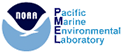 NOAA
Pacific
Marine
Environmental
Laboratory